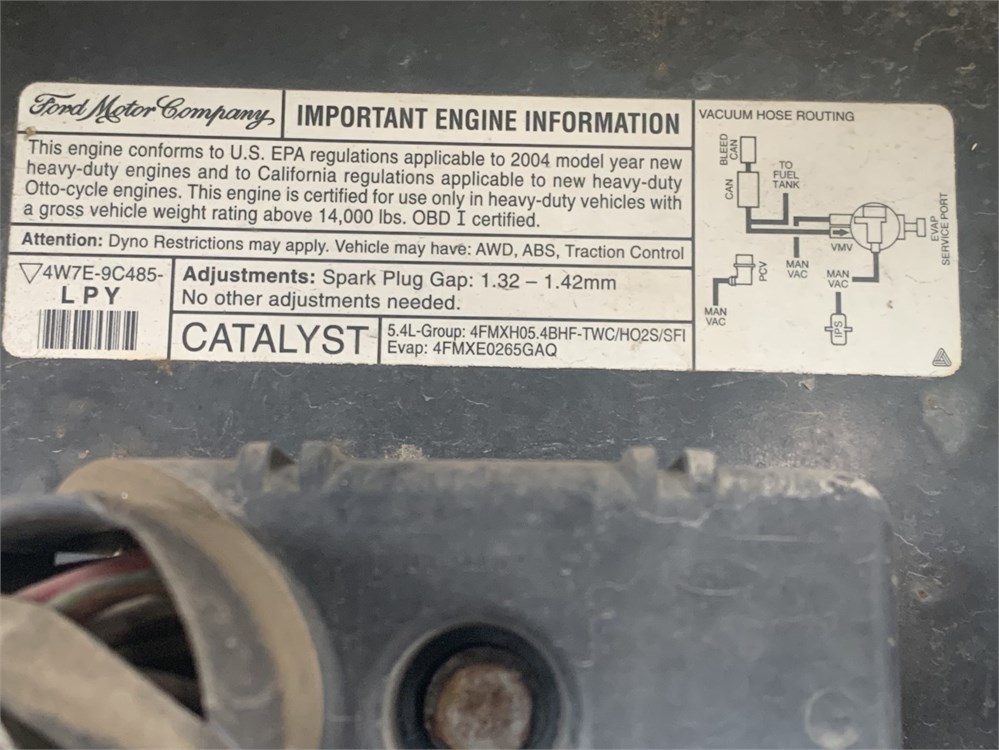 Ford Motor Company
IMPORTANT ENGINE INFORMATION
This engine conforms to U.S. EPA regulations applicable to 2004 model year new
heavy-duty engines and to California regulations applicable to new heavy-duty
Otto-cycle engines. This engine is certified for use only in heavy-duty vehicles with
a gross vehicle weight rating above 14,000 lbs. OBD I certified.
Attention: Dyno Restrictions may apply. Vehicle may have: AWD, ABS, Traction Control
▽4W7E-9C485-
LPY
Adjustments: Spark Plug Gap: 1.32 – 1.42mm
No other adjustments needed.
CATALYST
5.4L-Group: 4FMXH05.4BHF-TWC/HO2S/SFI
Evap: 4FMXE0265GAQ
VACUUM HOSE ROUTING
BLEED
CAN
CAN
TO
FUEL
TANK
VMV
EVAP
SERVICE PORT
PCV
MAN
VAC
MAN
VAC
MAN
VAC
IPS